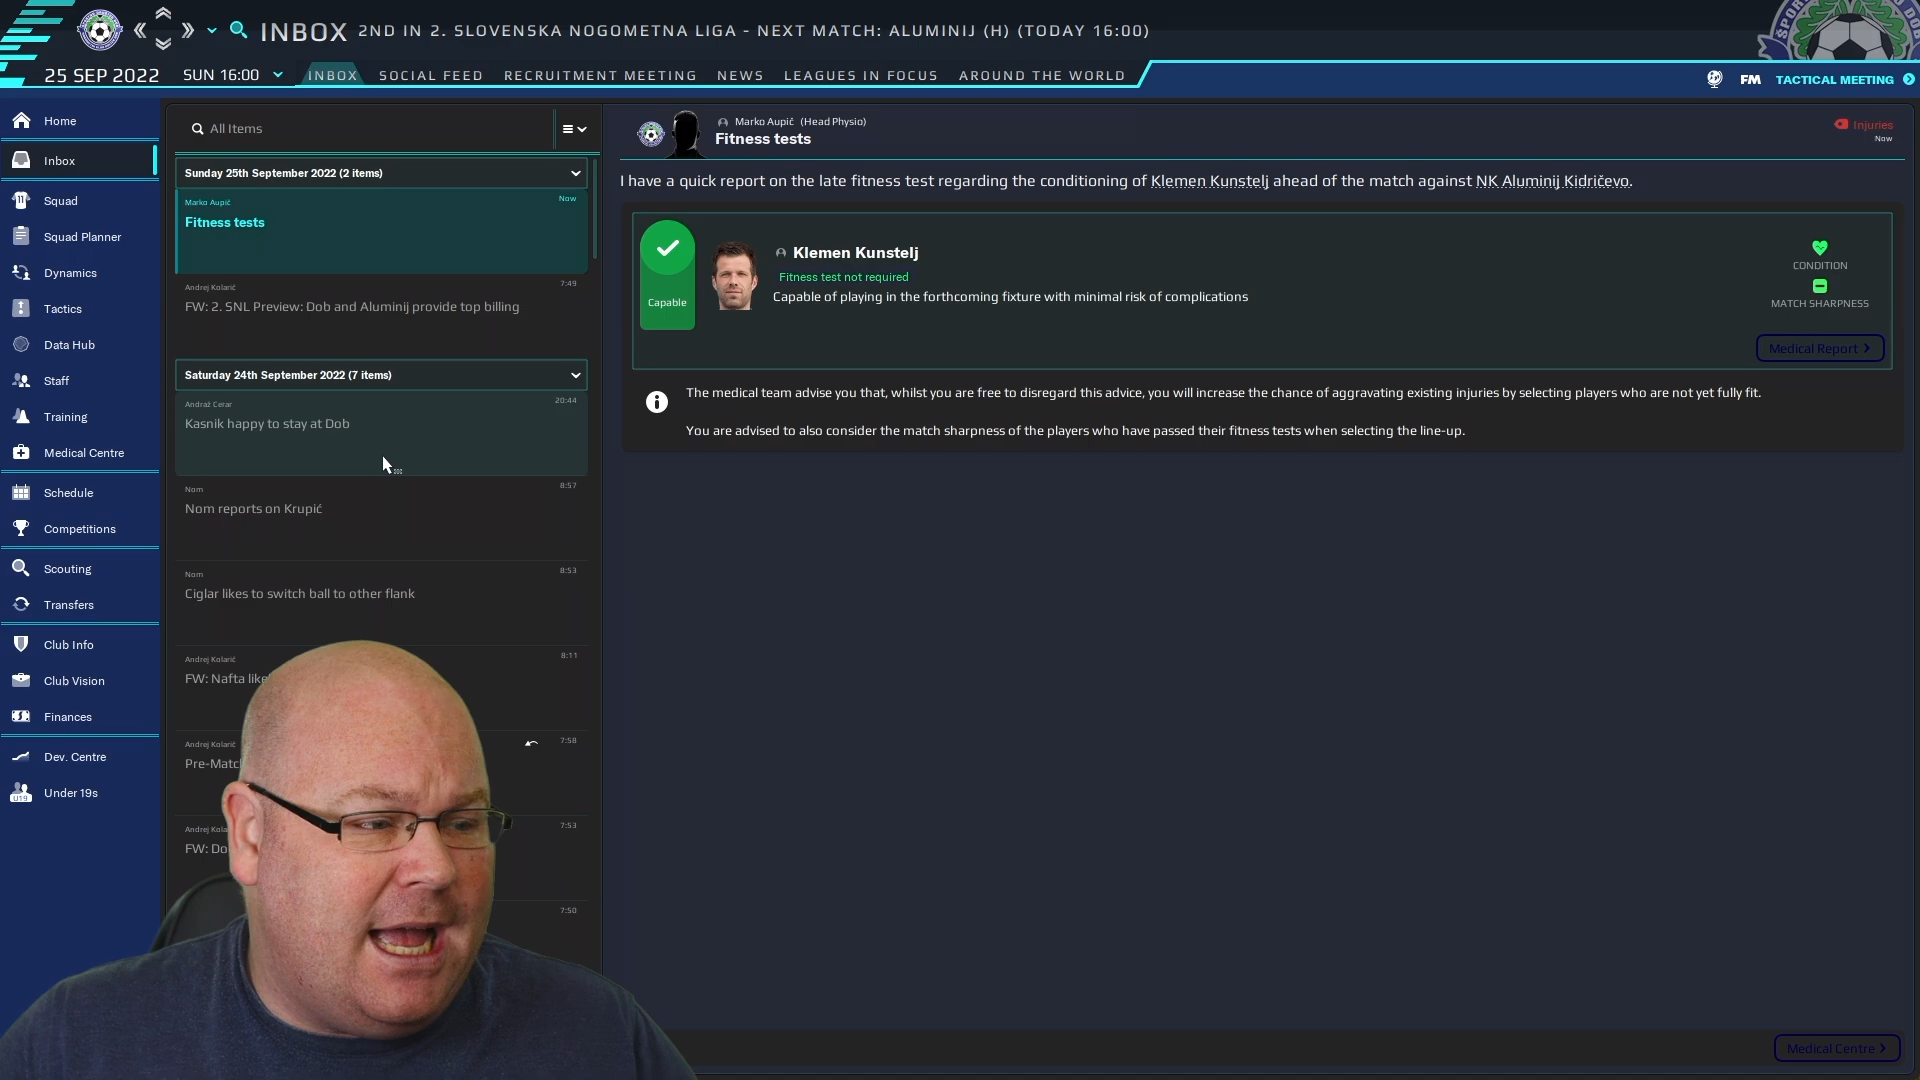 INBOX 2ND IN 2. SLOVENSKA NOGOMETNA LIGA - NEXT MATCH: ALUMINIJ (H) (TODAY 16:00)
25 SEP 2022 SUN 16:00
INBOX SOCIAL FEED RECRUITMENT MEETING NEWS LEAGUES IN FOCUS AROUND THE WORLD
FM TACTICAL MEETING
Home
Inbox
Squad
Squad Planner
Dynamics
Tactics
Data Hub
Staff
Training
Medical Centre
Schedule
Competitions
Scouting
Transfers
Club Info
Club Vision
Finances
Dev. Centre
U19 Under 19s
All Items
Sunday 25th September 2022 (2 items)
Marko Aupič Now
Fitness tests
Andrej Kolarič 7:49
FW: 2. SNL Preview: Dob and Aluminij provide top billing
Saturday 24th September 2022 (7 items)
Andraž Cerar 20:44
Kasnik happy to stay at Dob
Nom 8:57
Nom reports on Krupić
Nom 8:53
Ciglar likes to switch ball to other flank
Andrej Kolarič 8:11
FW: Nafta
Andrej Kolarič 7:58
Andrej 7:53
FW:
7:50
Marko Aupič (Head Physio)
Fitness tests
Injuries
Now
I have a quick report on the late fitness test regarding the conditioning of Klemen Kunstelj ahead of the match against NK Aluminij Kidričevo.
Capable
Klemen Kunstelj
Fitness test not required
Capable of playing in the forthcoming fixture with minimal risk of complications
CONDITION
MATCH SHARPNESS
Medical Report
The medical team advise you that, whilst you are free to disregard this advice, you will increase the chance of aggravating existing injuries by selecting players who are not yet fully fit.
You are advised to also consider the match sharpness of the players who have passed their fitness tests when selecting the line-up.
Medical Centre